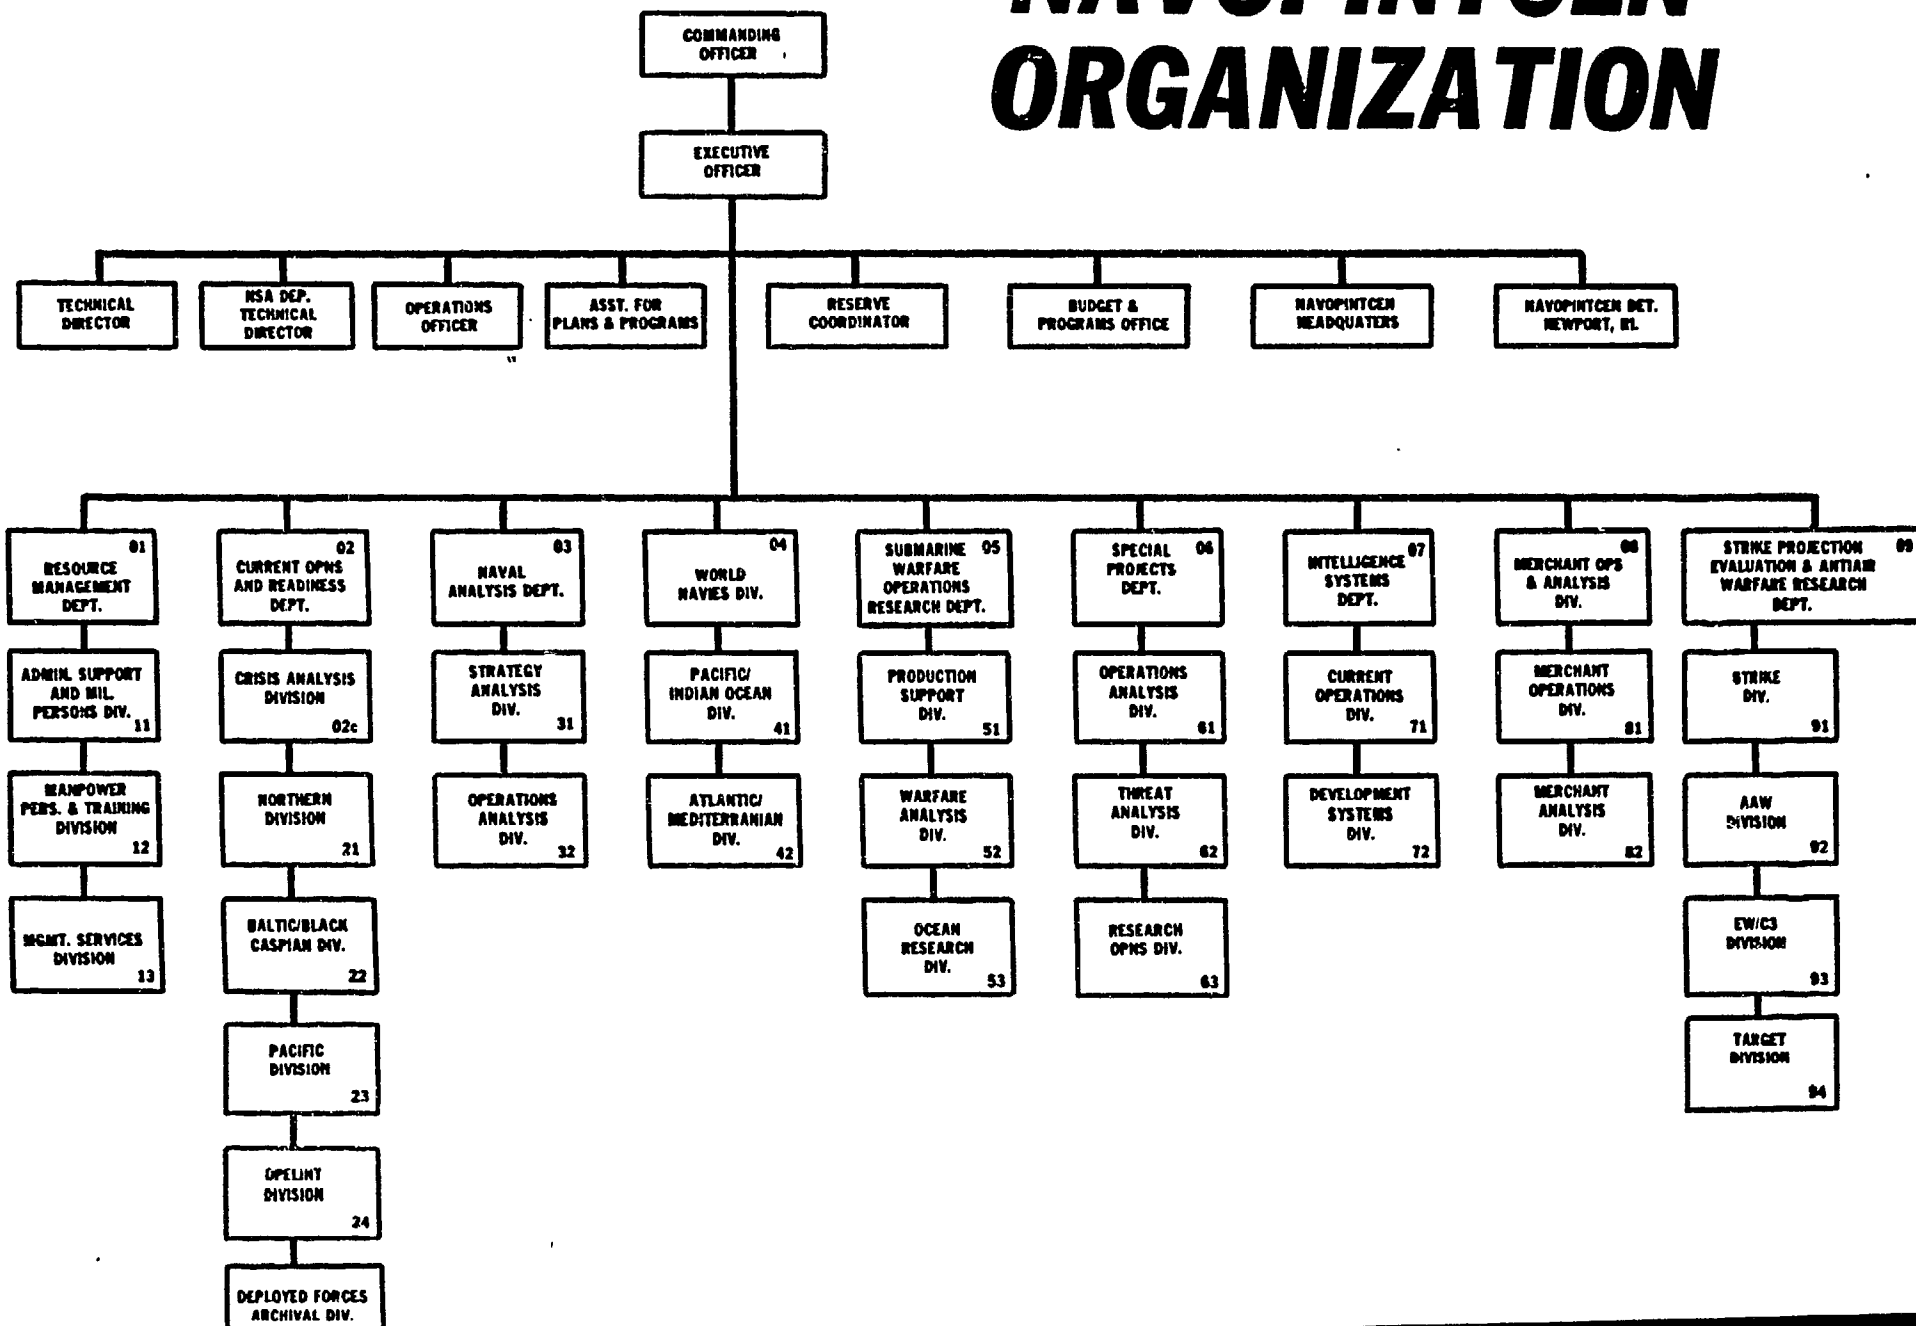 NAVOPINTCEN
ORGANIZATION
COMMANDING
OFFICER
EXECUTIVE
OFFICER
TECHNICAL
DIRECTOR
NSA DEP.
TECHNICAL
DIRECTOR
OPERATIONS
OFFICER
ASST. FOR
PLANS & PROGRAMS
RESERVE
COORDINATOR
BUDGET &
PROGRAMS OFFICE
NAVOPINTCEN
HEADQUATERS
NAVOPINTCEN DET.
NEWPORT, RI.
01
RESOURCE
MANAGEMENT
DEPT.
02
CURRENT OPNS
AND READINESS
DEPT.
03
NAVAL
ANALYSIS DEPT.
04
WORLD
NAVIES DIV.
SUBMARINE 05
WARFARE
OPERATIONS
RESEARCH DEPT.
SPECIAL 06
PROJECTS
DEPT.
07
INTELLIGENCE
SYSTEMS
DEPT.
08
MERCHANT OPS
& ANALYSIS
DIV.
STRIKE PROJECTION 09
EVALUATION & ANTIAIR
WARFARE RESEARCH
DEPT.
ADMIN. SUPPORT
AND MIL.
PERSONS DIV.
11
CRISIS ANALYSIS
DIVISION
02c
STRATEGY
ANALYSIS
DIV.
31
PACIFIC/
INDIAN OCEAN
DIV.
41
PRODUCTION
SUPPORT
DIV.
51
OPERATIONS
ANALYSIS
DIV.
61
CURRENT
OPERATIONS
DIV.
71
MERCHANT
OPERATIONS
DIV.
81
STRIKE
DIV.
91
MANPOWER
PERS. & TRAINING
DIVISION
12
NORTHERN
DIVISION
21
OPERATIONS
ANALYSIS
DIV.
32
ATLANTIC/
MEDITERRANIAN
DIV.
42
WARFARE
ANALYSIS
DIV.
52
THREAT
ANALYSIS
DIV.
62
DEVELOPMENT
SYSTEMS
DIV.
72
MERCHANT
ANALYSIS
DIV.
82
AAW
DIVISION
92
MGMT. SERVICES
DIVISION
13
BALTIC/BLACK
CASPIAN DIV.
22
OCEAN
RESEARCH
DIV.
53
RESEARCH
OPNS DIV.
63
EW/C3
DIVISION
93
PACIFIC
DIVISION
23
TARGET
DIVISION
94
OPELINT
DIVISION
24
DEPLOYED FORCES
ARCHIVAL DIV.